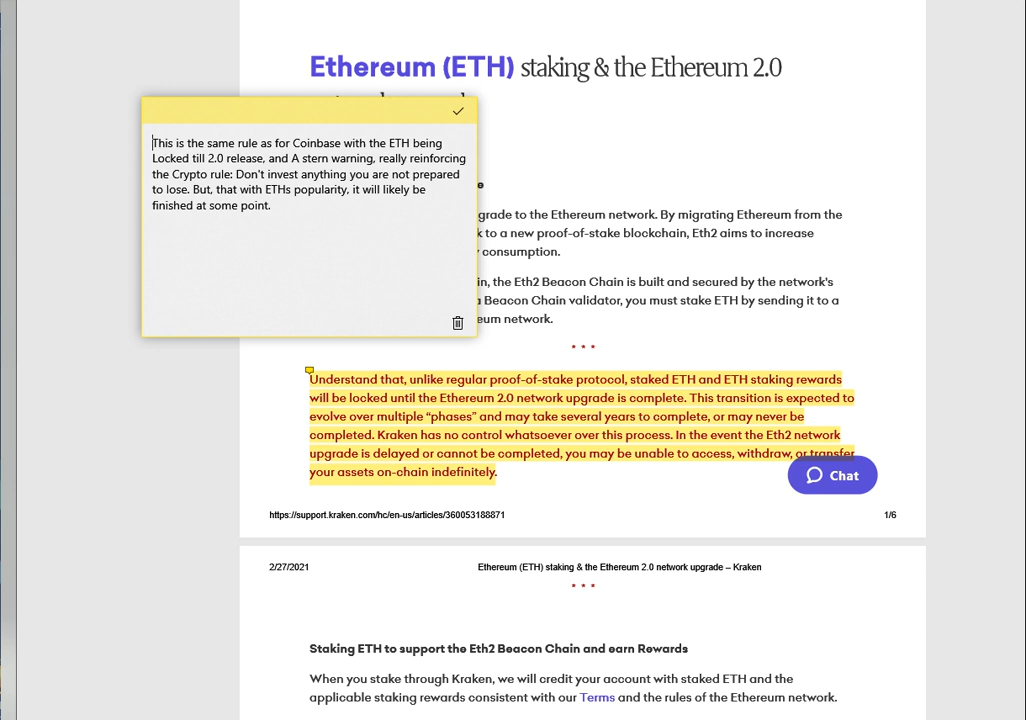 Ethereum (ETH) staking & the Ethereum 2.0
This is the same rule as for Coinbase with the ETH being
Locked till 2.0 release, and A stern warning, really reinforcing
the Crypto rule: Don't invest anything you are not prepared
to lose. But, that with ETHs popularity, it will likely be
finished at some point.
grade to the Ethereum network. By migrating Ethereum from the
k to a new proof-of-stake blockchain, Eth2 aims to increase
consumption.
in, the Eth2 Beacon Chain is built and secured by the network's
a Beacon Chain validator, you must stake ETH by sending it to a
eum network.
* * *
Understand that, unlike regular proof-of-stake protocol, staked ETH and ETH staking rewards
will be locked until the Ethereum 2.0 network upgrade is complete. This transition is expected to
evolve over multiple “phases” and may take several years to complete, or may never be
completed. Kraken has no control whatsoever over this process. In the event the Eth2 network
upgrade is delayed or cannot be completed, you may be unable to access, withdraw, or transfer
your assets on-chain indefinitely.
Chat
https://support.kraken.com/hc/en-us/articles/360053188871 1/6
2/27/2021 Ethereum (ETH) staking & the Ethereum 2.0 network upgrade – Kraken
* * *
Staking ETH to support the Eth2 Beacon Chain and earn Rewards
When you stake through Kraken, we will credit your account with staked ETH and the
applicable staking rewards consistent with our Terms and the rules of the Ethereum network.